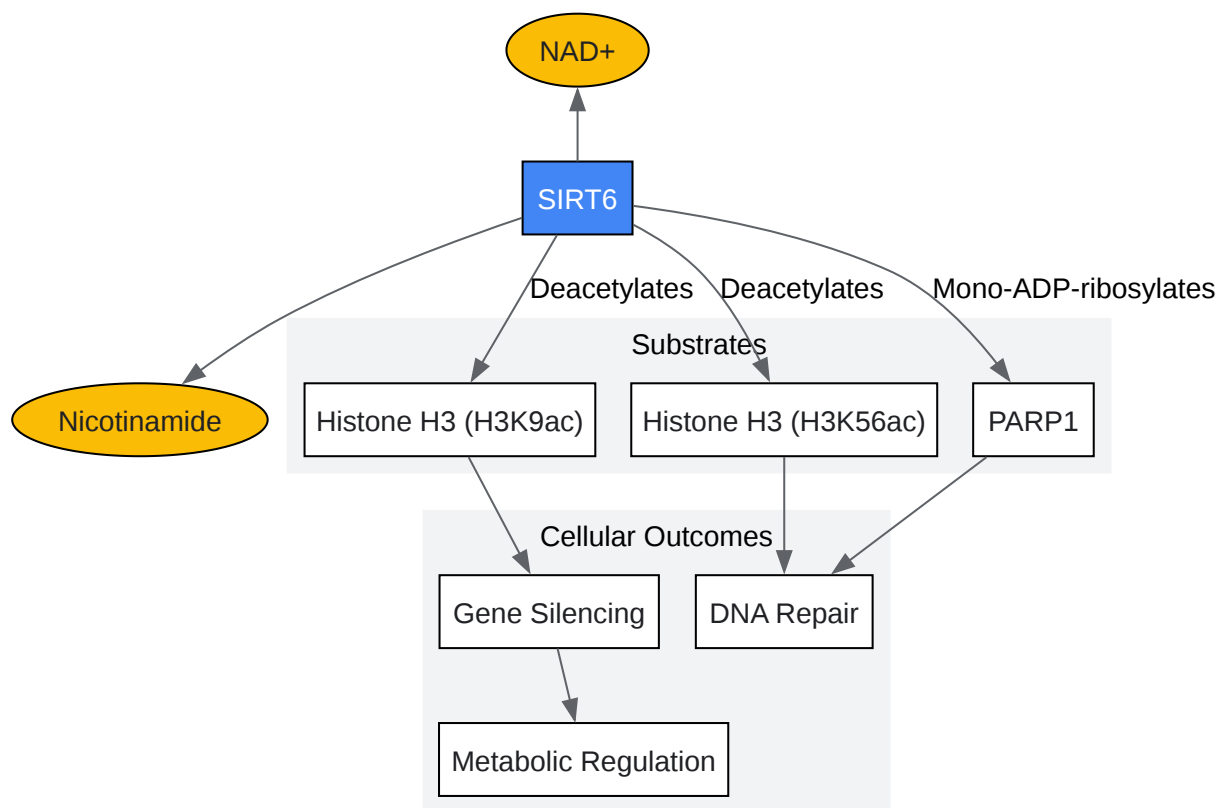 NAD+
SIRT6
Deacetylates
Deacetylates
Mono-ADP-ribosylates
Substrates
Nicotinamide
Histone H3 (H3K9ac)
Histone H3 (H3K56ac)
PARP1
Cellular Outcomes
Gene Silencing
DNA Repair
Metabolic Regulation